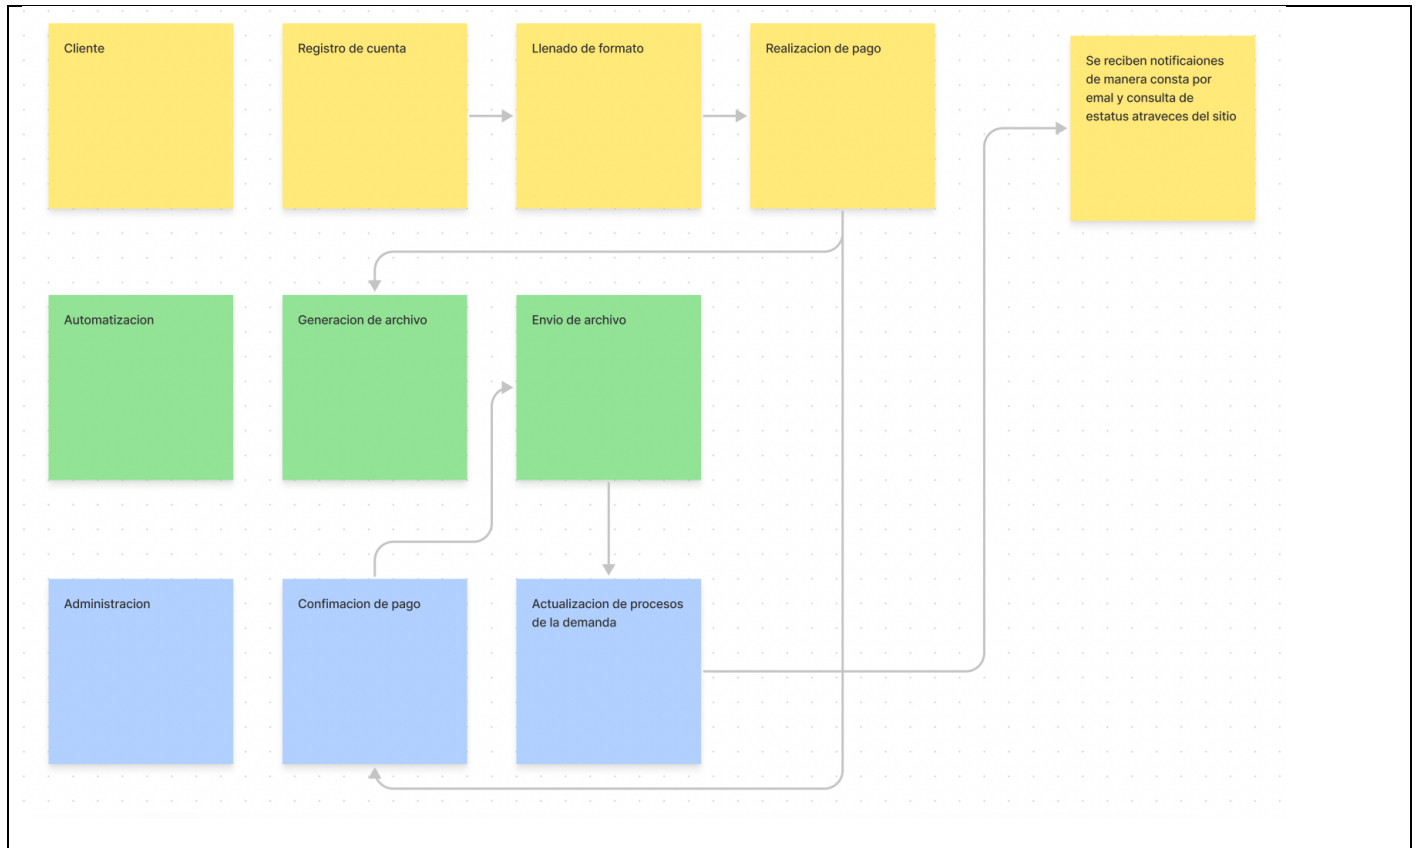 Cliente
Registro de cuenta
Llenado de formato
Realizacion de pago
Se reciben notificaiones
de manera consta por
emal y consulta de
estatus atraveces del sitio
Automatizacion
Generacion de archivo
Envio de archivo
Administracion
Confimacion de pago
Actualizacion de procesos
de la demanda